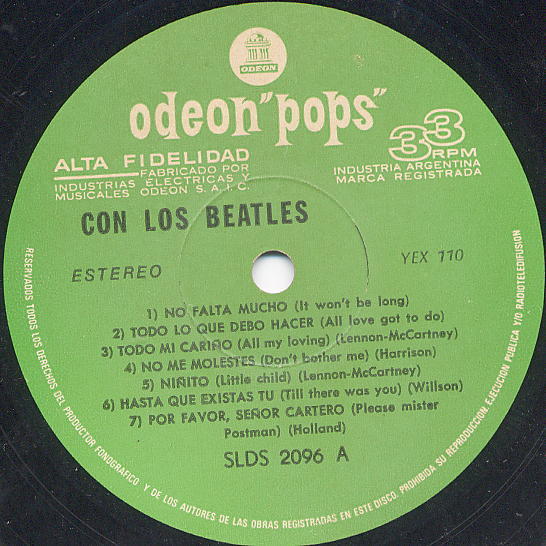 ODEON
odeon "pops"
ALTA FIDELIDAD
FABRICADO POR
INDUSTRIAS ELECTRICAS Y
MUSICALES ODEON S.A.I.C.
33
RPM
INDUSTRIA ARGENTINA
MARCA REGISTRADA
CON LOS BEATLES
ESTEREO
YEX 110
1) NO FALTA MUCHO (It won't be long)
2) TODO LO QUE DEBO HACER (All love got to do)
3) TODO MI CARIÑO (All my loving) (Lennon-McCartney)
4) NO ME MOLESTES (Don't bother me) (Harrison)
5) NIÑITO (Little child) (Lennon-McCartney)
6) HASTA QUE EXISTAS TU (Till there was you) (Willson)
7) POR FAVOR, SEÑOR CARTERO (Please mister
Postman) (Holland)
SLDS 2096 A
RESERVADOS TODOS LOS DERECHOS DEL PRODUCTOR FONOGRAFICO Y DE LOS AUTORES DE LAS OBRAS REGISTRADAS EN ESTE DISCO. PROHIBIDA SU REPRODUCCION, EJECUCION PUBLICA Y/O RADIOTELEDIFUSION